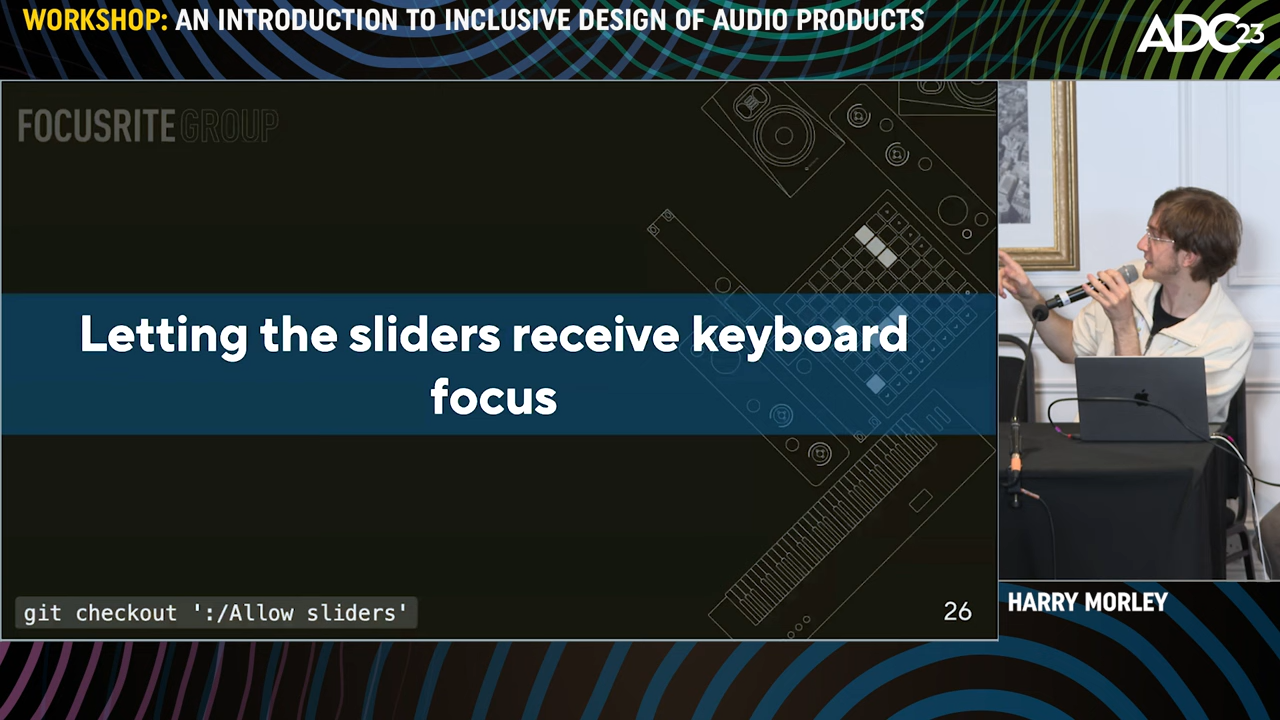 WORKSHOP: AN INTRODUCTION TO INCLUSIVE DESIGN OF AUDIO PRODUCTS
ADC23
FOCUSRITE GROUP
Letting the sliders receive keyboard
focus
git checkout ':/Allow sliders'
26
HARRY MORLEY